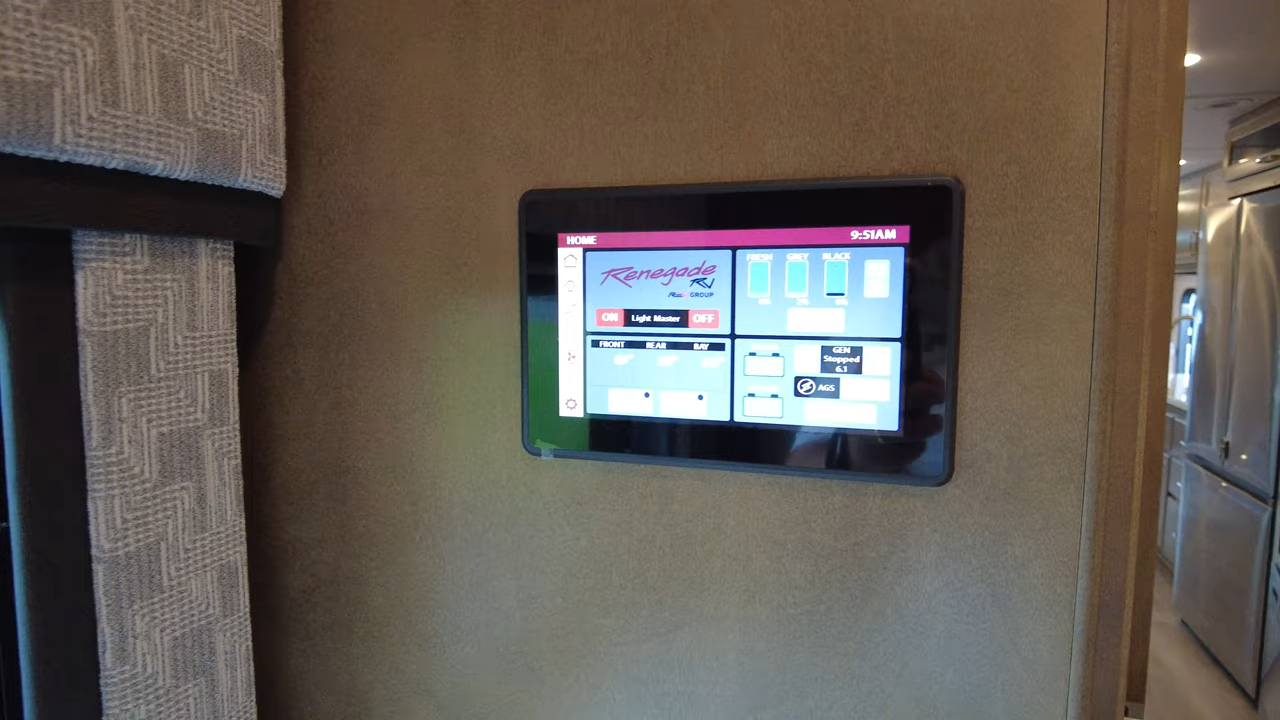 HOME
9:51AM
Renegade
RV
GROUP
ON
Light Master
OFF
FRESH
GREY
BLACK
FRONT
REAR
BAY
GEN
Stopped
6.1
AGS